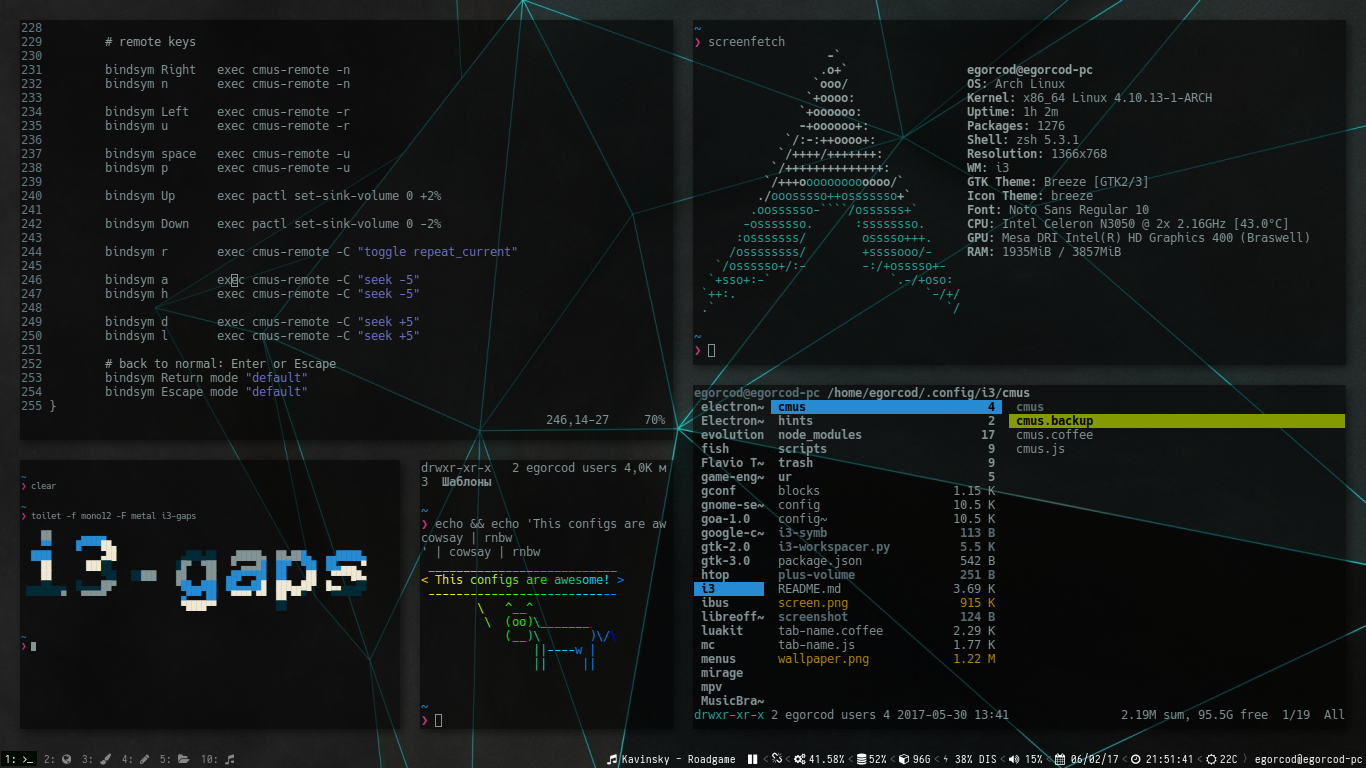 228
229 # remote keys
230
231 bindsym Right exec cmus-remote -n
232 bindsym n exec cmus-remote -n
233
234 bindsym Left exec cmus-remote -r
235 bindsym u exec cmus-remote -r
236
237 bindsym space exec cmus-remote -u
238 bindsym p exec cmus-remote -u
239
240 bindsym Up exec pactl set-sink-volume 0 +2%
241
242 bindsym Down exec pactl set-sink-volume 0 -2%
243
244 bindsym r exec cmus-remote -C "toggle repeat_current"
245
246 bindsym a exec cmus-remote -C "seek -5"
247 bindsym h exec cmus-remote -C "seek -5"
248
249 bindsym d exec cmus-remote -C "seek +5"
250 bindsym l exec cmus-remote -C "seek +5"
251
252 # back to normal: Enter or Escape
253 bindsym Return mode "default"
254 bindsym Escape mode "default"
255 }
246,14-27 70%
~
❯ screenfetch
egorcod@egorcod-pc
OS: Arch Linux
Kernel: x86_64 Linux 4.10.13-1-ARCH
Uptime: 1h 2m
Packages: 1276
Shell: zsh 5.3.1
Resolution: 1366x768
WM: i3
GTK Theme: Breeze [GTK2/3]
Icon Theme: breeze
Font: Noto Sans Regular 10
CPU: Intel Celeron N3050 @ 2x 2.16GHz [43.0°C]
GPU: Mesa DRI Intel(R) HD Graphics 400 (Braswell)
RAM: 1935MiB / 3857MiB
~
❯
~
❯ clear
~
❯ toilet -f mono12 -F metal i3-gaps
i3-gaps
~
❯
drwxr-xr-x 2 egorcod users 4,0K м
3 Шаблоны
~
❯ echo && echo 'This configs are aw
cowsay | rnbw
' | cowsay | rnbw
< This configs are awesome! >
\ ^__^
\ (oo)\_______
(__)\ )\/\
||----w |
|| ||
~
❯
egorcod@egorcod-pc /home/egorcod/.config/i3/cmus
electron~ cmus 4 cmus
Electron~ hints 2 cmus.backup
evolution node_modules 17 cmus.coffee
fish scripts 9 cmus.js
Flavio T~ trash 9
game-eng~ ur 5
gconf blocks 1.15 K
gnome-se~ config 10.5 K
goa-1.0 config~ 10.5 K
google-c~ i3-symb 113 B
gtk-2.0 i3-workspacer.py 5.5 K
gtk-3.0 package.json 542 B
htop plus-volume 251 B
i3 README.md 3.69 K
ibus screen.png 915 K
libreoff~ screenshot 124 B
luakit tab-name.coffee 2.29 K
mc tab-name.js 1.77 K
menus wallpaper.png 1.22 M
mirage
mpv
MusicBra~
drwxr-xr-x 2 egorcod users 4 2017-05-30 13:41 2.19M sum, 95.5G free 1/19 All
1: >_ 2: 3: 4: 5: 10: Kavinsky - Roadgame 41.58% 52% 96G 38% DIS 15% 06/02/17 21:51:41 22C egorcod@egorcod-pc